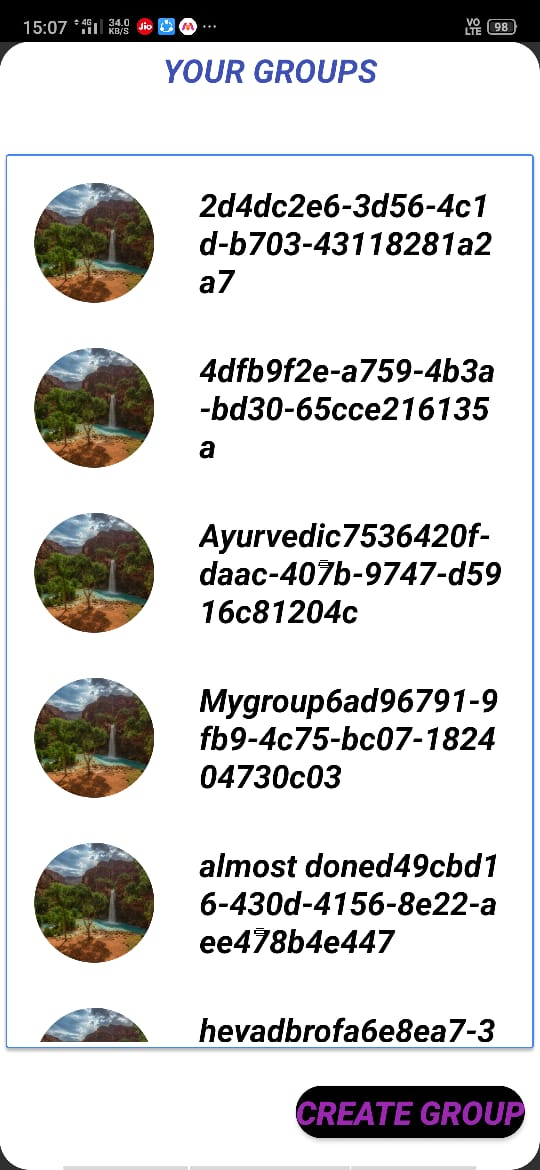 15:07 4G 34.0 KB/S Jio VO LTE 98
YOUR GROUPS
2d4dc2e6-3d56-4c1
d-b703-43118281a2
a7
4dfb9f2e-a759-4b3a
-bd30-65cce216135
a
Ayurvedic7536420f-
daac-407b-9747-d59
16c81204c
Mygroup6ad96791-9
fb9-4c75-bc07-1824
04730c03
almost doned49cbd1
6-430d-4156-8e22-a
ee478b4e447
hevadbrofa6e8ea7-3
CREATE GROUP